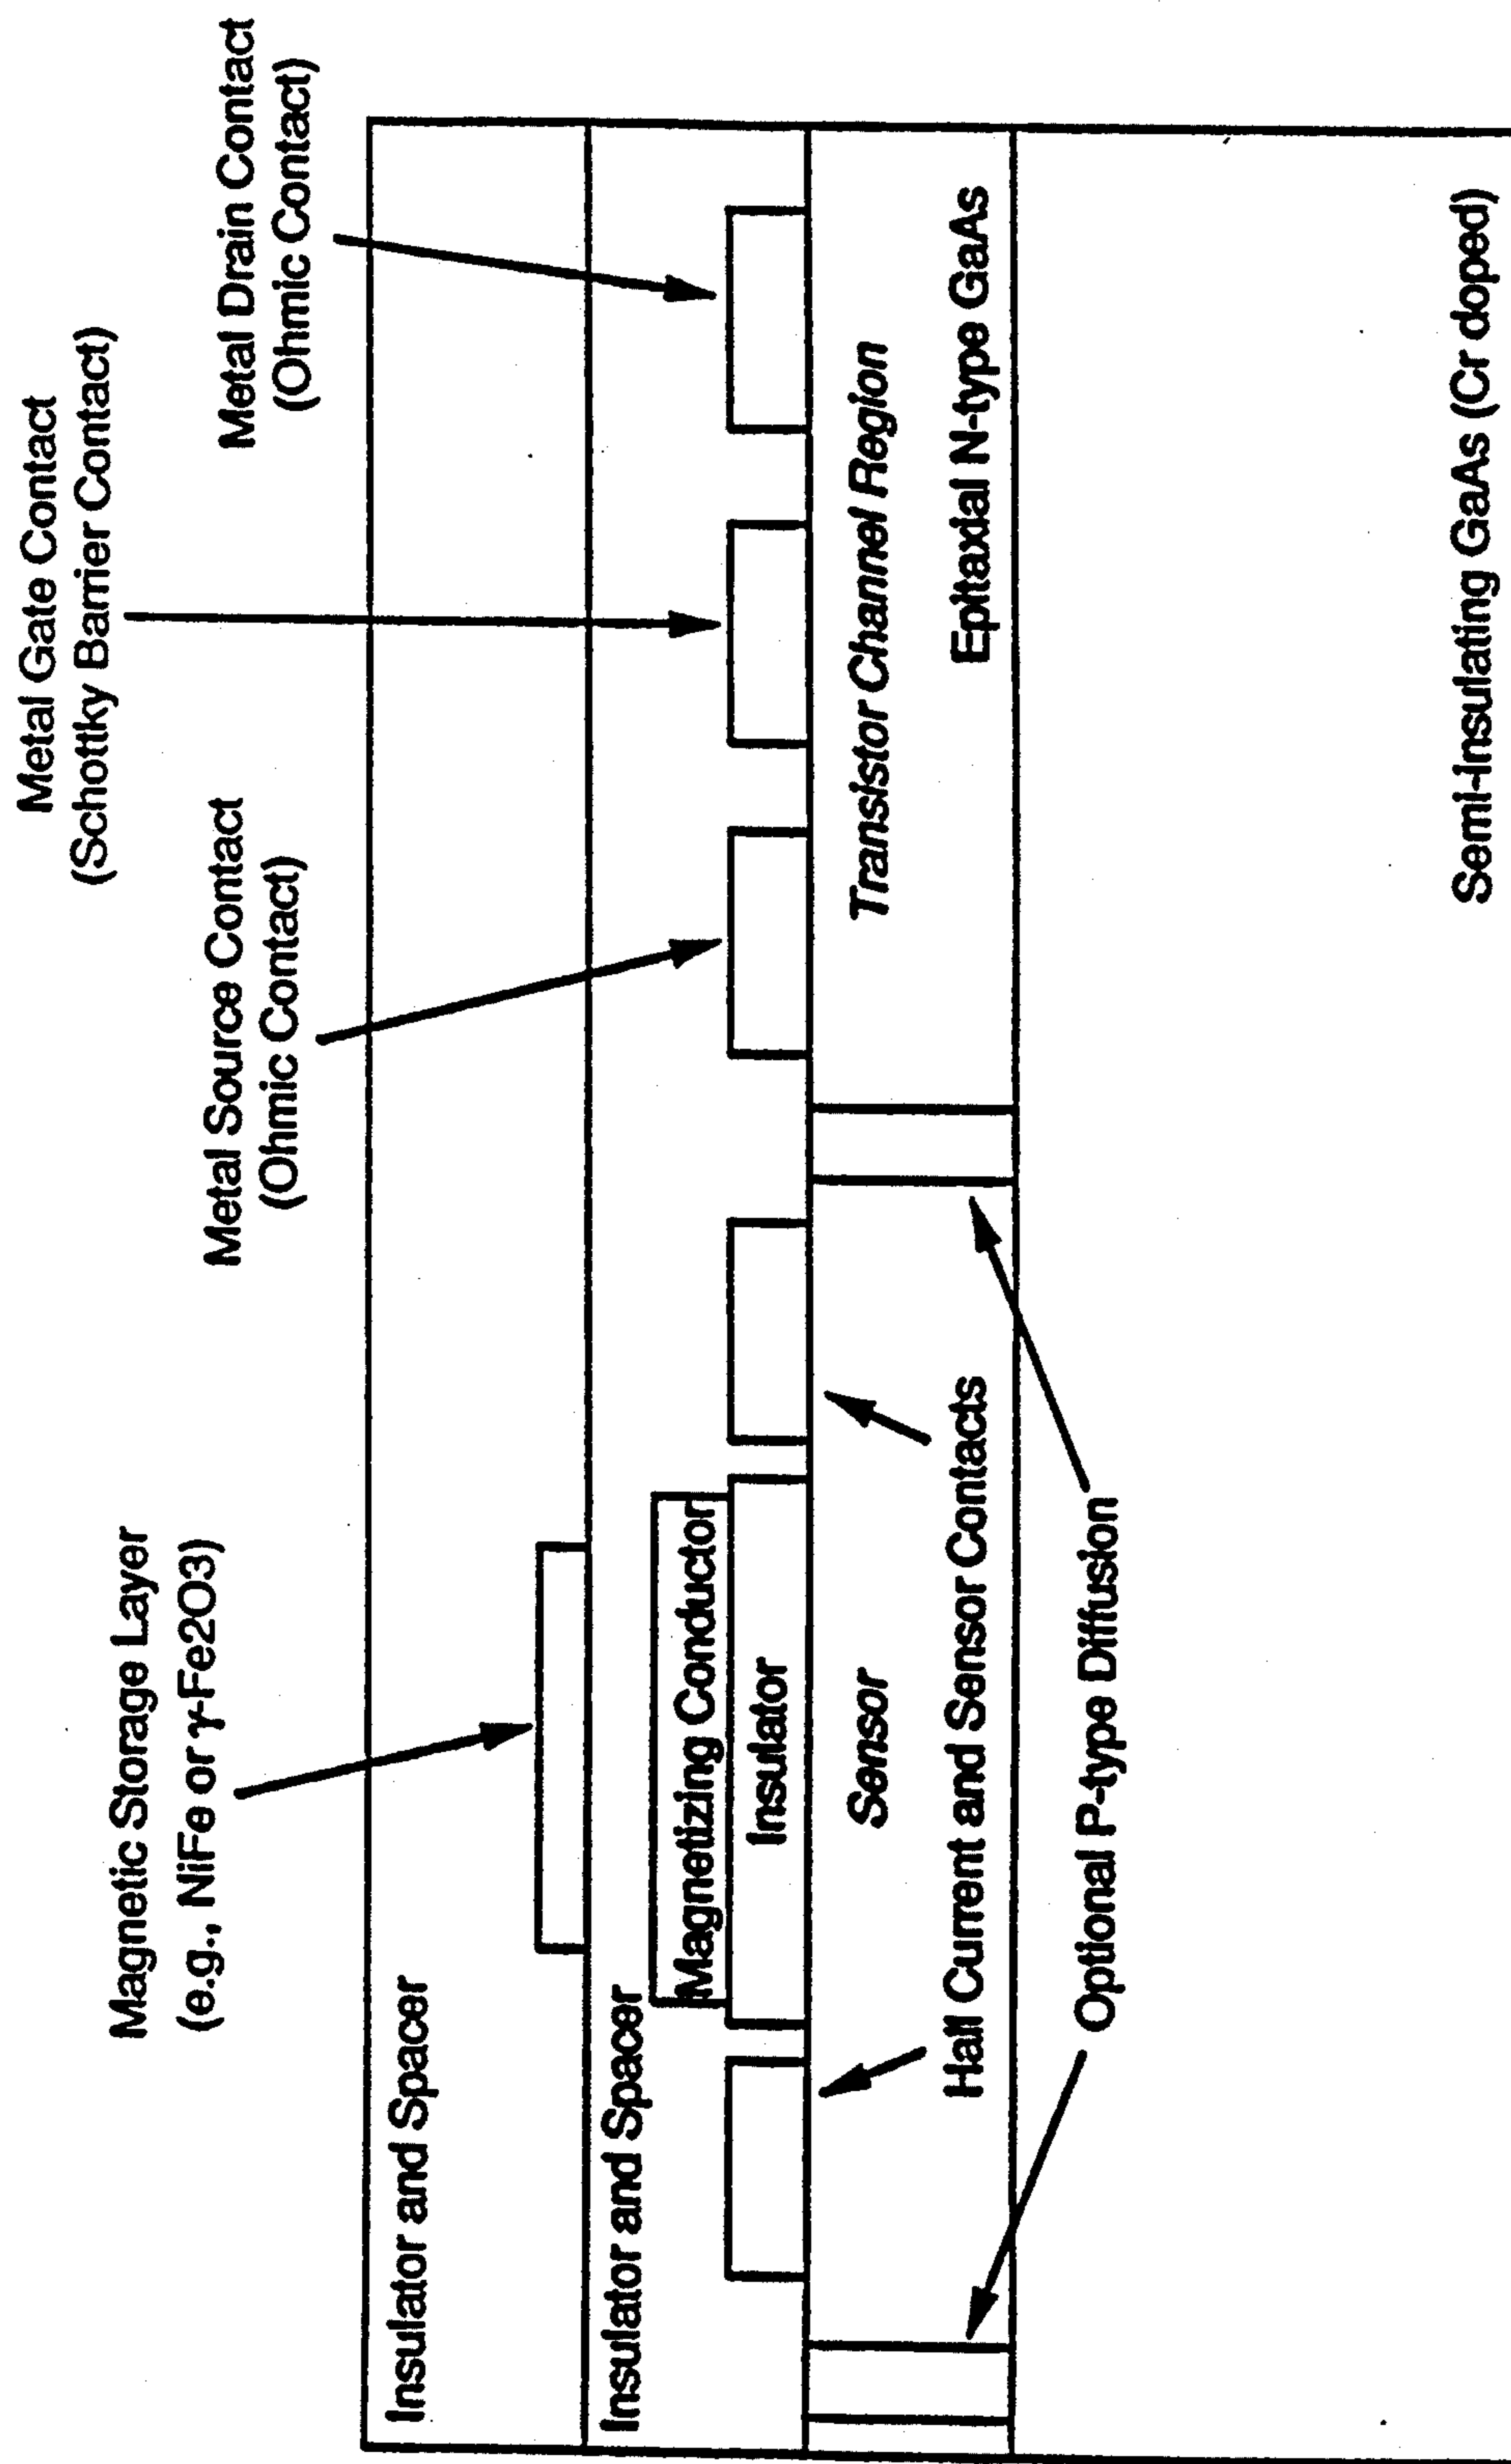 Metal Gate Contact
(Schottky Barrier Contact)
Metal Drain Contact
(Ohmic Contact)
Metal Source Contact
(Ohmic Contact)
Magnetic Storage Layer
(e.g., NiFe or γ-Fe2O3)
Insulator and Spacer
Insulator and Spacer
Magnetizing Conductor
Insulator
Sensor
Transistor Channel Region
Hall Current and Sensor Contacts
Epitaxial N-type GaAs
Optional P-type Diffusion
Semi-Insulating GaAs (Cr doped)